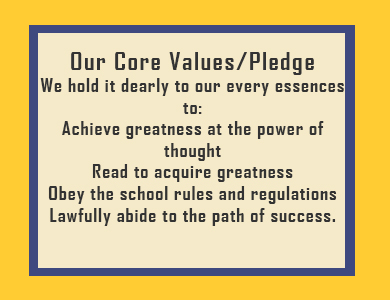 Our Core Values/Pledge
We hold it dearly to our every essences
to:
Achieve greatness at the power of
thought
Read to acquire greatness
Obey the school rules and regulations
Lawfully abide to the path of success.